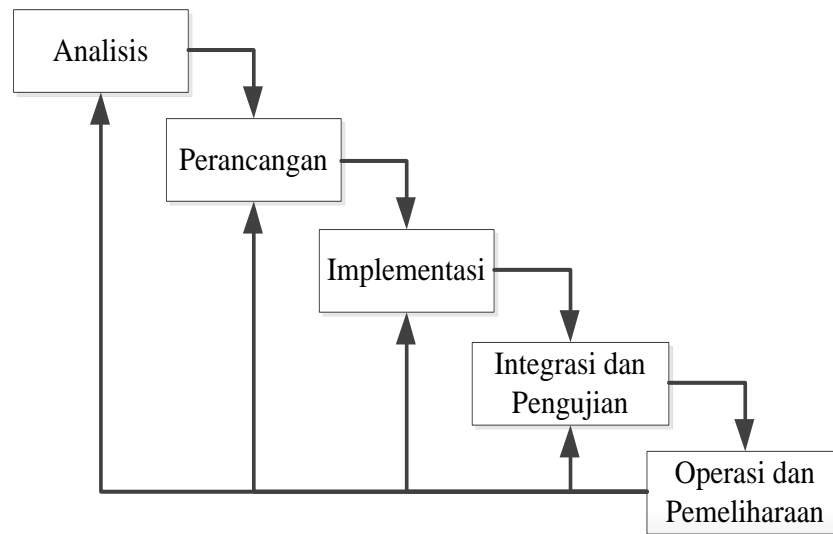 Analisis
Perancangan
Implementasi
Integrasi dan
Pengujian
Operasi dan
Pemeliharaan